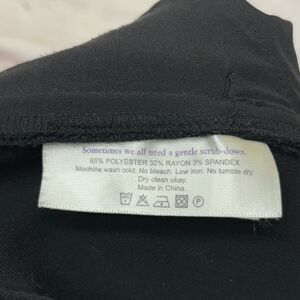 Sometimes we all need a gentle scrub-down.
65% POLYESTER 32% RAYON 3% SPANDEX
Machine wash cold. No bleach. Low iron. No tumble dry.
Dry clean okay.
Made in China.